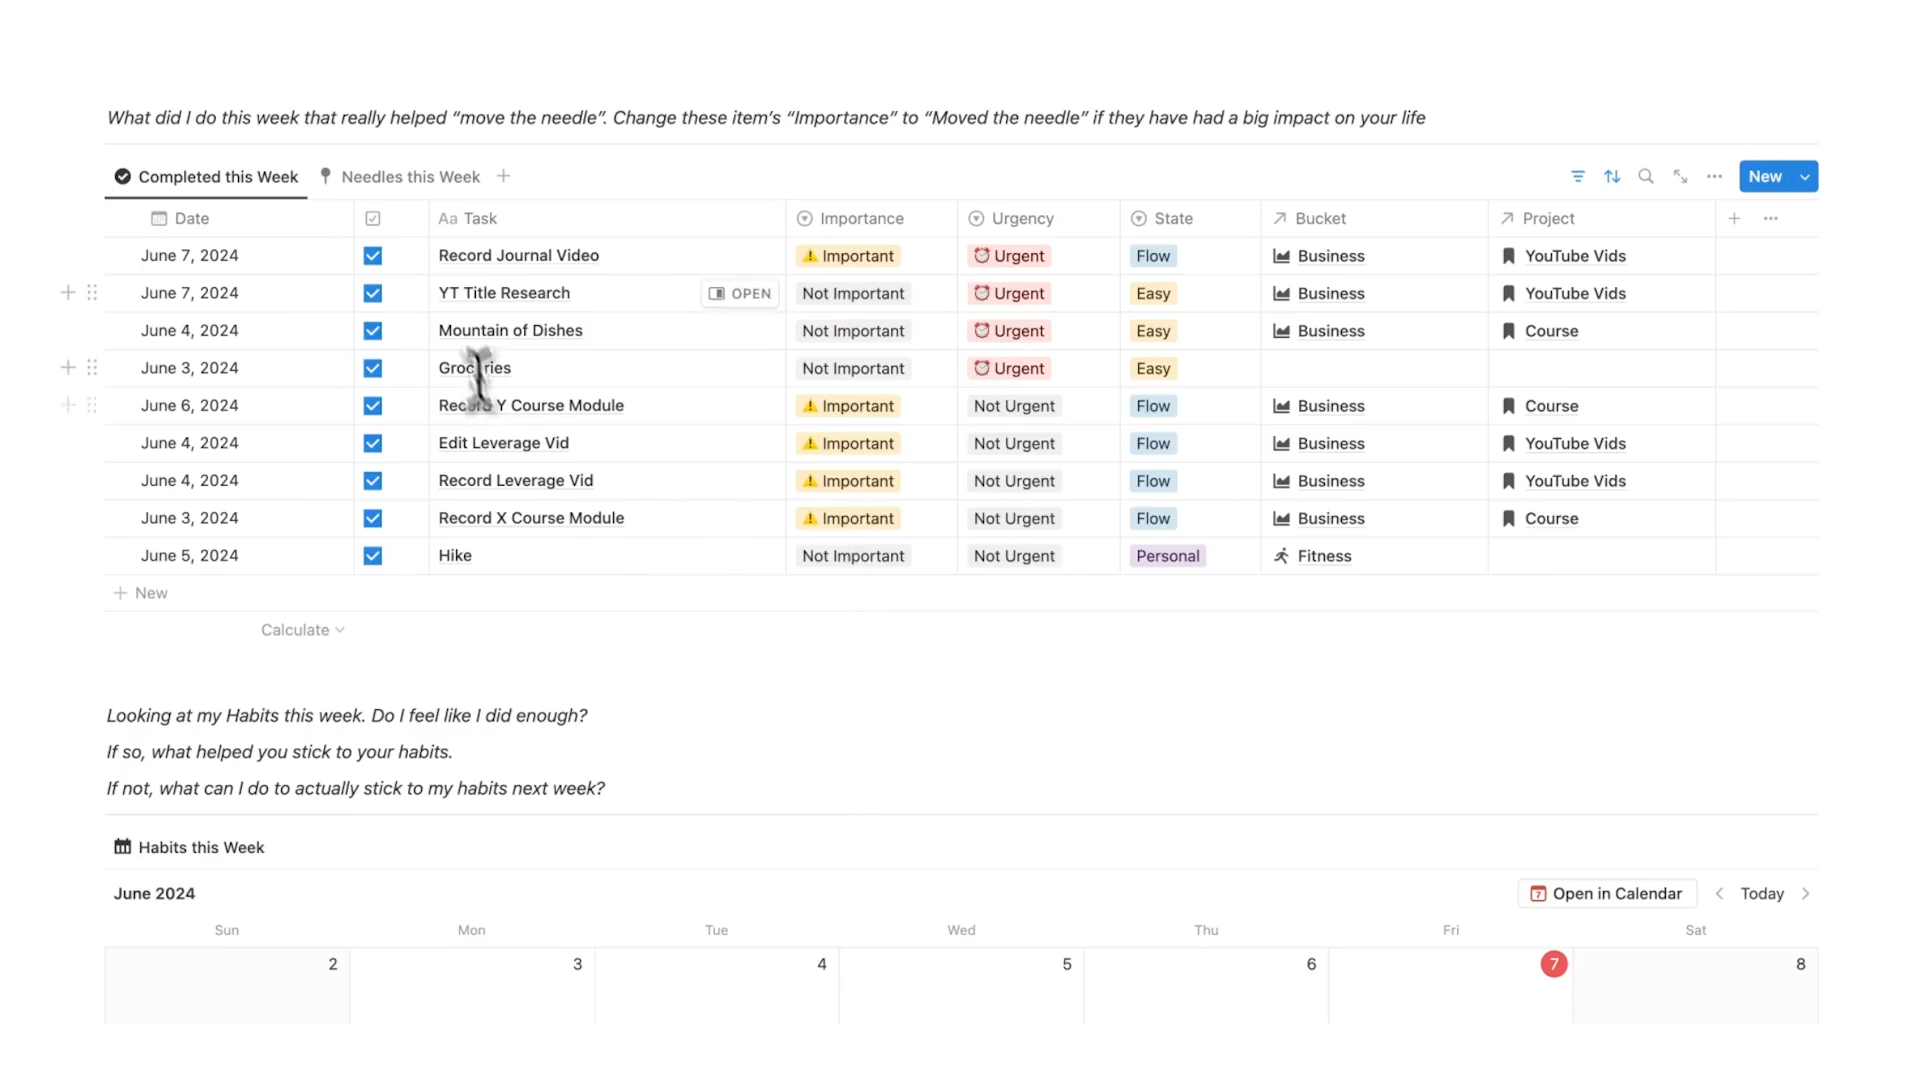 What did I do this week that really helped “move the needle”. Change these item’s “Importance” to “Moved the needle” if they have had a big impact on your life
Completed this Week Needles this Week New
Date Aa Task Importance Urgency State Bucket Project
June 7, 2024 Record Journal Video Important Urgent Flow Business YouTube Vids
June 7, 2024 YT Title Research OPEN Not Important Urgent Easy Business YouTube Vids
June 4, 2024 Mountain of Dishes Not Important Urgent Easy Business Course
June 3, 2024 Groceries Not Important Urgent Easy
June 6, 2024 Record Y Course Module Important Not Urgent Flow Business Course
June 4, 2024 Edit Leverage Vid Important Not Urgent Flow Business YouTube Vids
June 4, 2024 Record Leverage Vid Important Not Urgent Flow Business YouTube Vids
June 3, 2024 Record X Course Module Important Not Urgent Flow Business Course
June 5, 2024 Hike Not Important Not Urgent Personal Fitness
New
Calculate
Looking at my Habits this week. Do I feel like I did enough?
If so, what helped you stick to your habits.
If not, what can I do to actually stick to my habits next week?
Habits this Week
June 2024 7 Open in Calendar Today
Sun Mon Tue Wed Thu Fri Sat
2 3 4 5 6 7 8